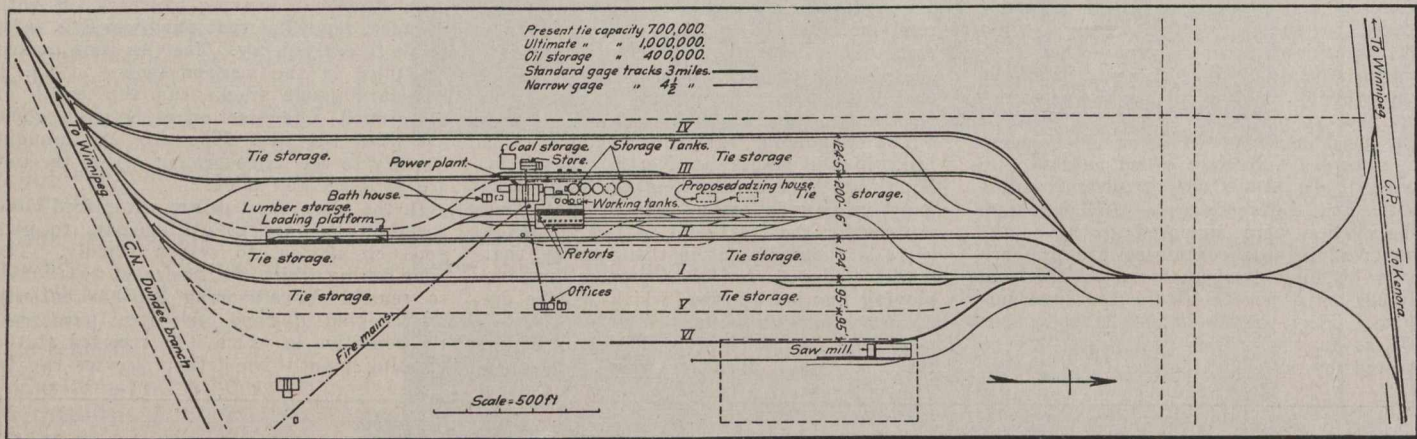 Present tie capacity 700,000.
Ultimate " " 1,000,000.
Oil storage " 400,000.
Standard gage tracks 3 miles.
Narrow gage " 4½ "
To Winnipeg
C.N. Dundee branch
Tie storage.
Power plant.
Coal storage.
Store.
Storage Tanks.
IV
III
Tie storage
124'5"
Bath house.
Lumber storage.
Loading platform
Working tanks.
Proposed adzing house.
Tie storage.
200'
6'
II
Retorts
Tie storage.
I
Tie storage.
124'
Tie storage.
Offices
V
Tie storage.
95'
95'
VI
Saw mill.
Fire mains.
Scale=500ft
To Winnipeg
C.P.
To Kenora